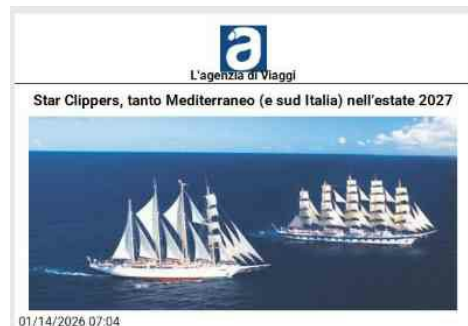 a
L'agenzia di Viaggi
Star Clippers, tanto Mediterraneo (e sud Italia) nell'estate 2027
01/14/2026 07:04